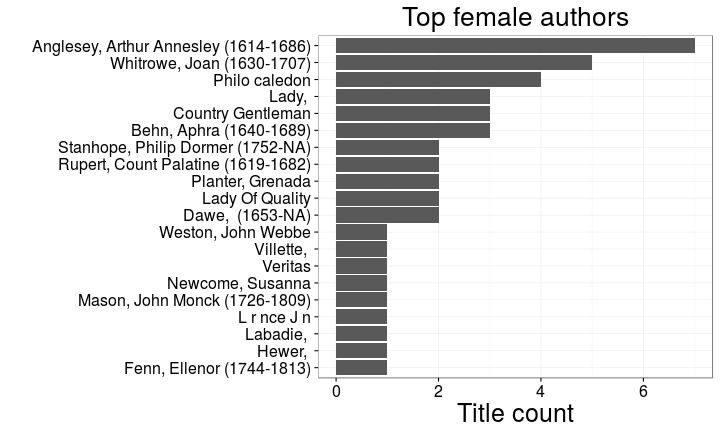 Top female authors
Anglesey, Arthur Annesley (1614-1686)
Whitrowe, Joan (1630-1707)
Philo caledon
Lady,
Country Gentleman
Behn, Aphra (1640-1689)
Stanhope, Philip Dormer (1752-NA)
Rupert, Count Palatine (1619-1682)
Planter, Grenada
Lady Of Quality
Dawe,  (1653-NA)
Weston, John Webbe
Villette,
Veritas
Newcome, Susanna
Mason, John Monck (1726-1809)
L r nce J n
Labadie,
Hewer,
Fenn, Ellenor (1744-1813)
0 2 4 6
Title count